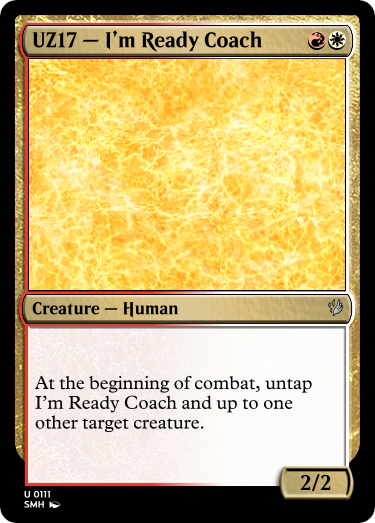 UZ17 — I'm Ready Coach
Creature — Human
At the beginning of combat, untap
I'm Ready Coach and up to one
other target creature.
2/2
U 0111
SMH